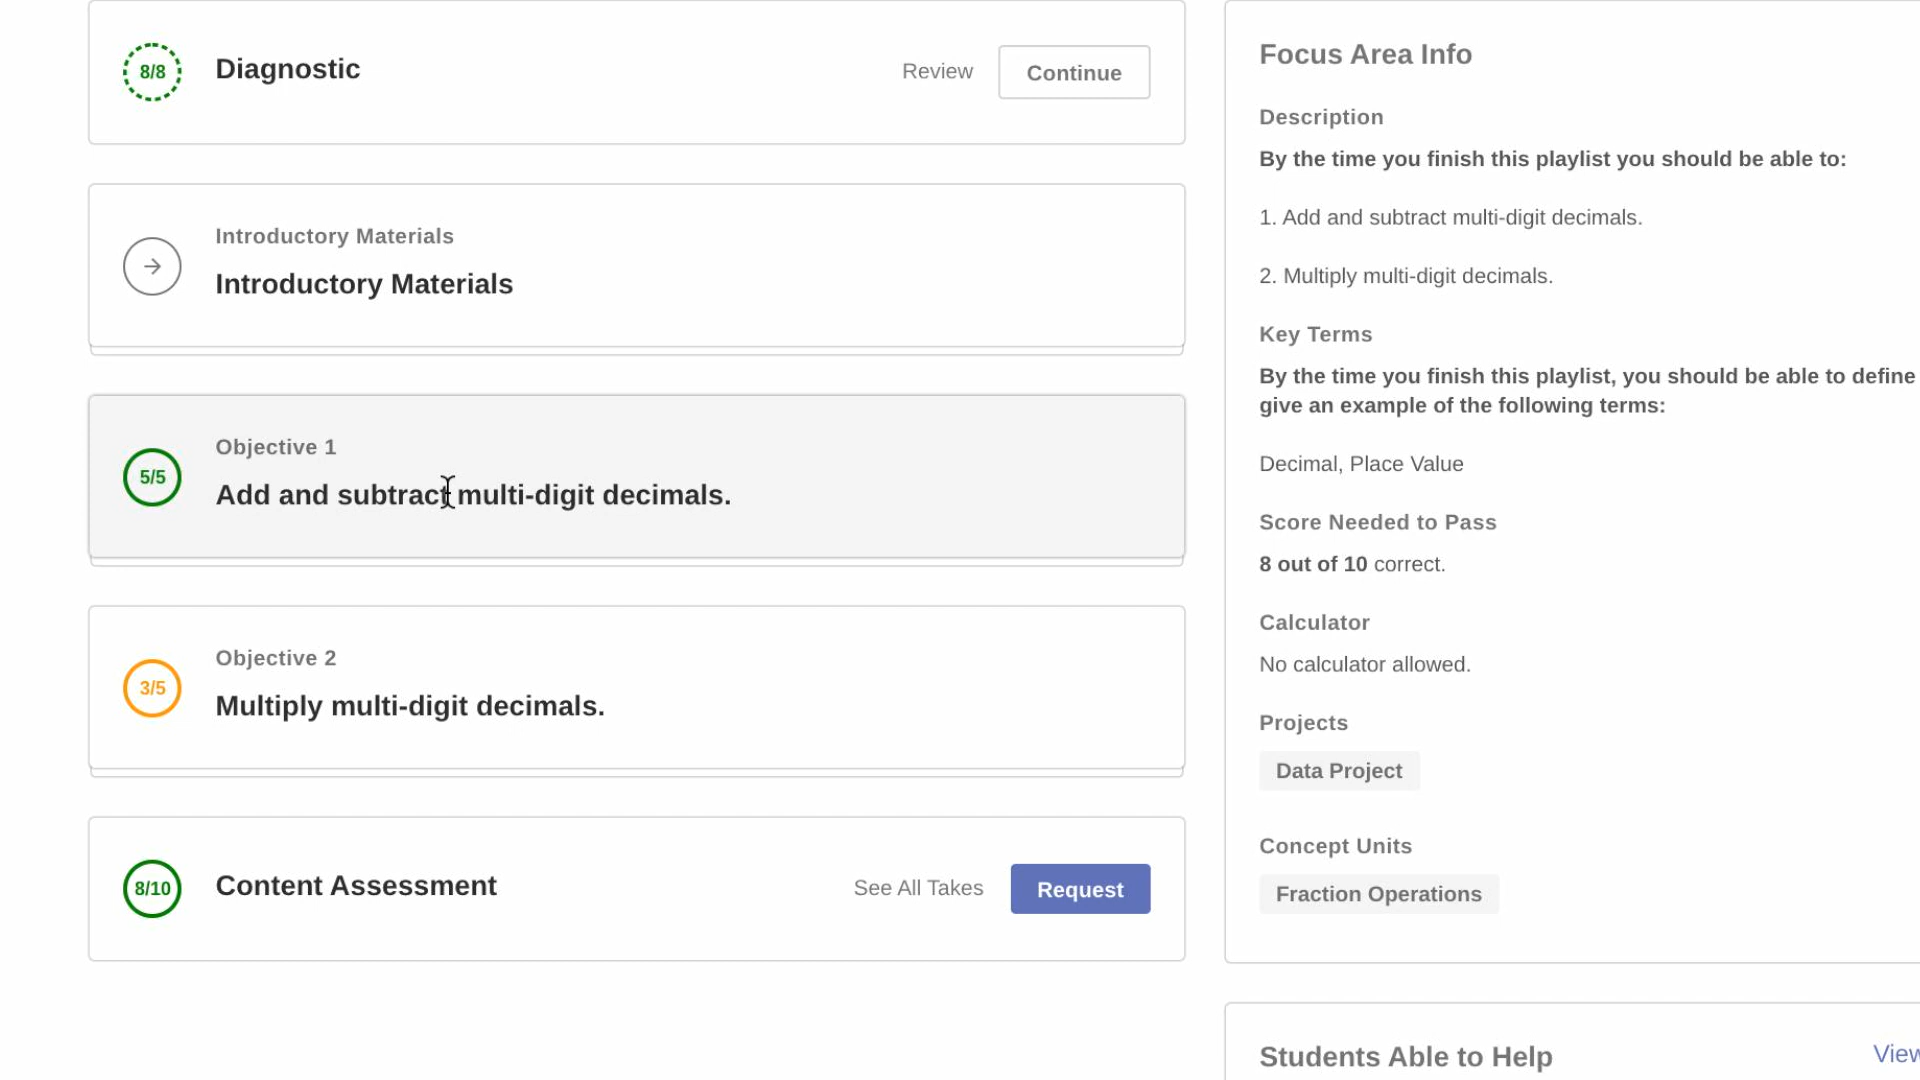 8/8
Diagnostic
Review
Continue
Introductory Materials
Introductory Materials
5/5
Objective 1
Add and subtract multi-digit decimals.
3/5
Objective 2
Multiply multi-digit decimals.
8/10
Content Assessment
See All Takes
Request
Focus Area Info
Description
By the time you finish this playlist you should be able to:
1. Add and subtract multi-digit decimals.
2. Multiply multi-digit decimals.
Key Terms
By the time you finish this playlist, you should be able to define
give an example of the following terms:
Decimal, Place Value
Score Needed to Pass
8 out of 10 correct.
Calculator
No calculator allowed.
Projects
Data Project
Concept Units
Fraction Operations
Students Able to Help
View